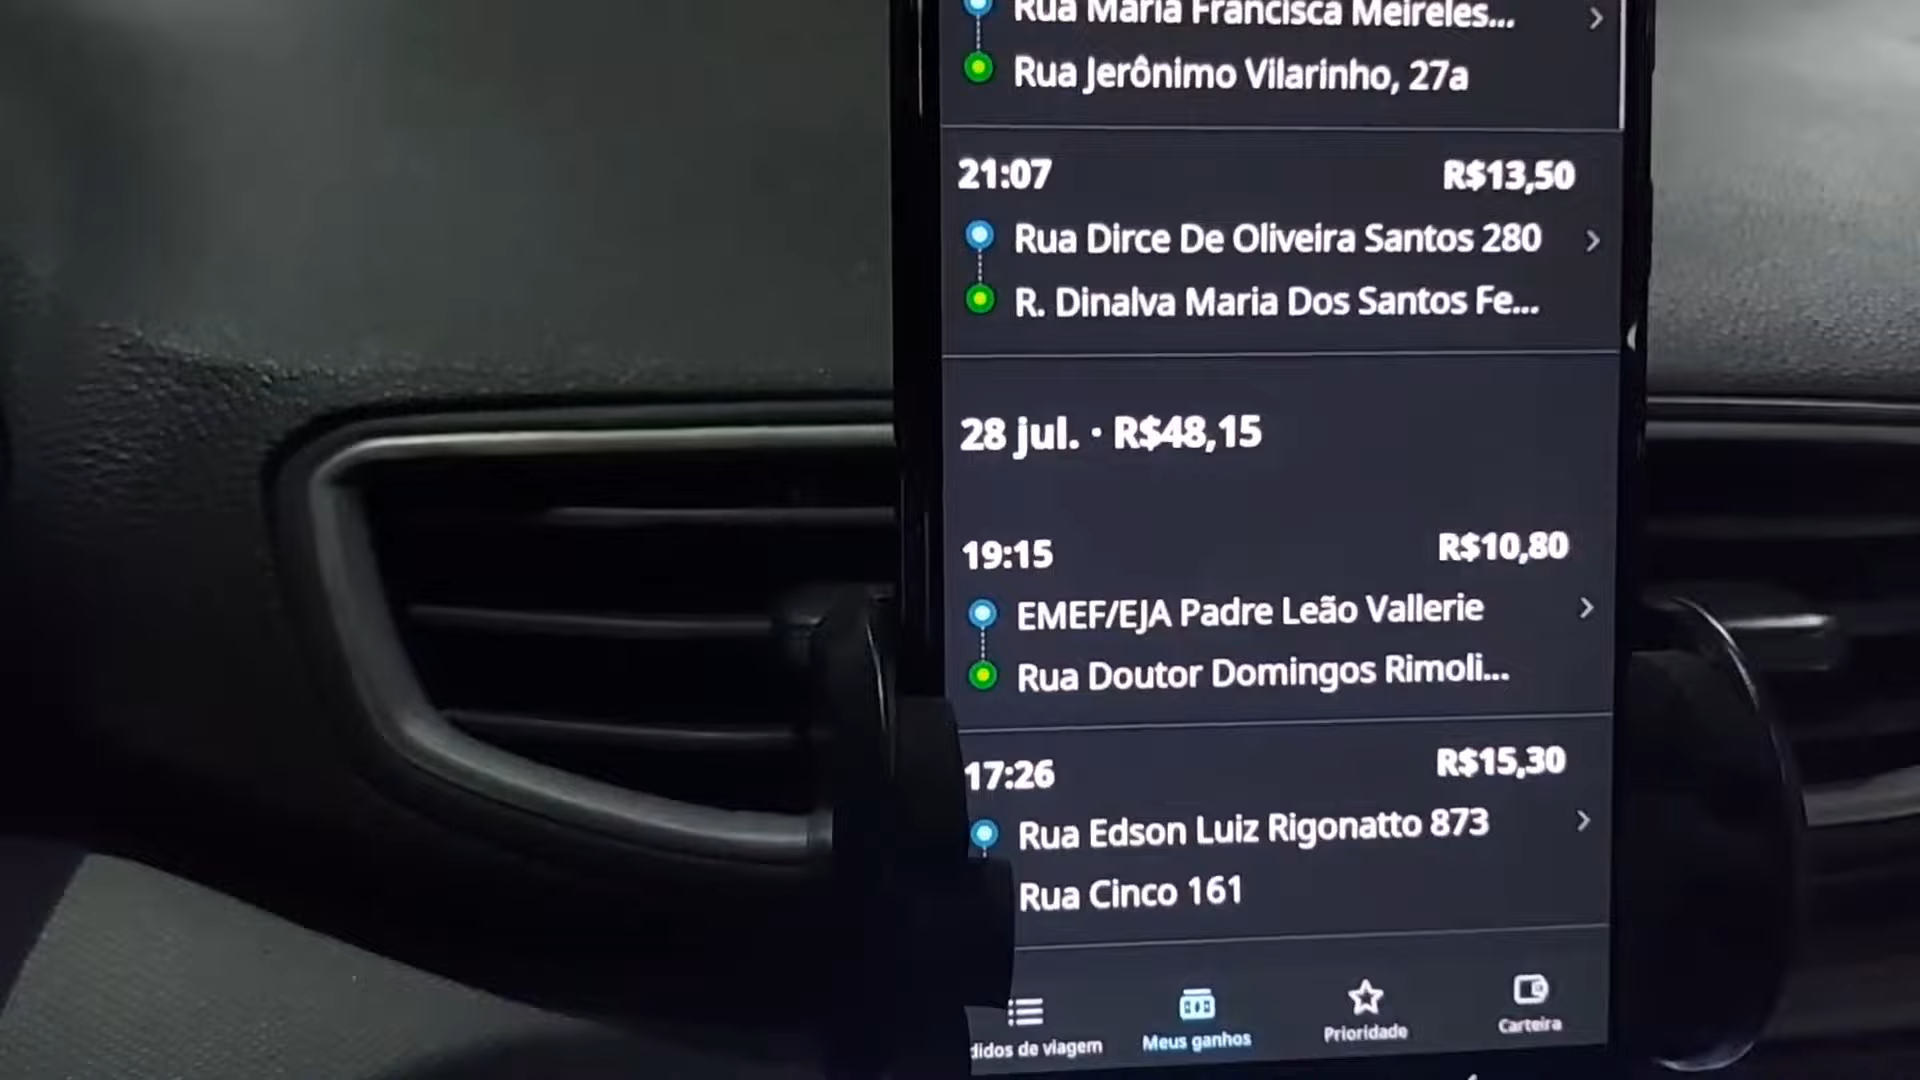 Rua Maria Francisca Meireles...
Rua Jerônimo Vilarinho, 27a
21:07 R$13,50
Rua Dirce De Oliveira Santos 280
R. Dinalva Maria Dos Santos Fe...
28 jul. · R$48,15
19:15 R$10,80
EMEF/EJA Padre Leão Vallerie
Rua Doutor Domingos Rimoli...
17:26 R$15,30
Rua Edson Luiz Rigonatto 873
Rua Cinco 161
didos de viagem Meus ganhos Prioridade Carteira